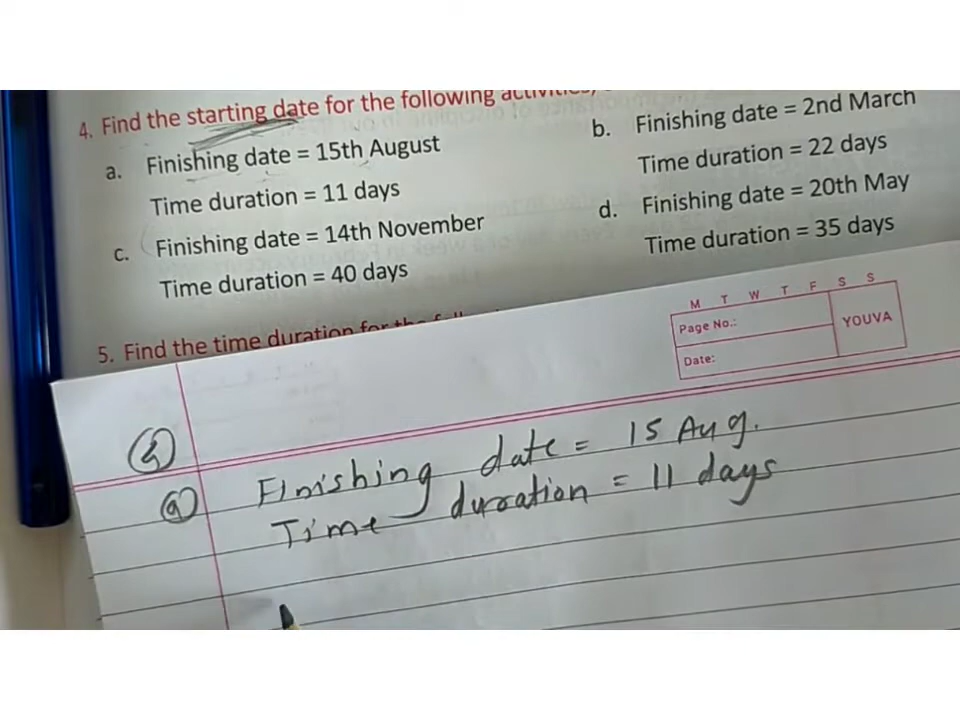 4. Find the starting date for the following activities,
a. Finishing date = 15th August
Time duration = 11 days
b. Finishing date = 2nd March
Time duration = 22 days
c. Finishing date = 14th November
Time duration = 40 days
d. Finishing date = 20th May
Time duration = 35 days
5. Find the time duration for the
M T W T F S S
Page No.:
YOUVA
Date:
(a) Finishing date = 15 Aug.
Time duration = 11 days